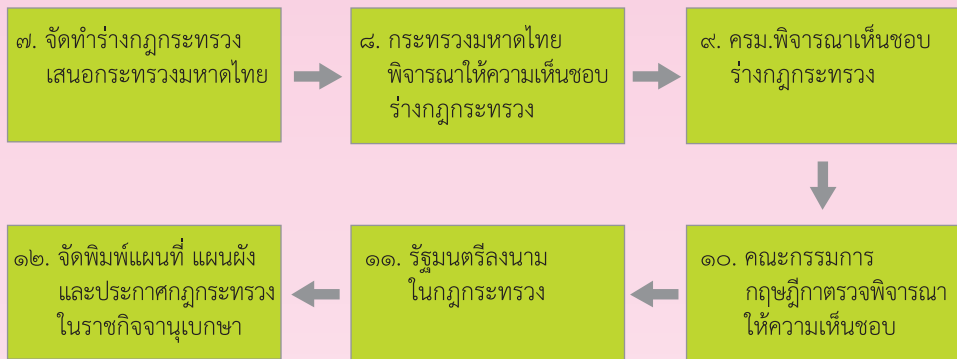 ๗. จัดทำร่างกฎกระทรวง
เสนอกระทรวงมหาดไทย
๘. กระทรวงมหาดไทย
พิจารณาให้ความเห็นชอบ
ร่างกฎกระทรวง
๙. ครม.พิจารณาเห็นชอบ
ร่างกฎกระทรวง
๑๐. คณะกรรมการ
กฤษฎีกาตรวจพิจารณา
ให้ความเห็นชอบ
๑๑. รัฐมนตรีลงนาม
ในกฎกระทรวง
๑๒. จัดพิมพ์แผนที่ แผนผัง
และประกาศกฎกระทรวง
ในราชกิจจานุเบกษา